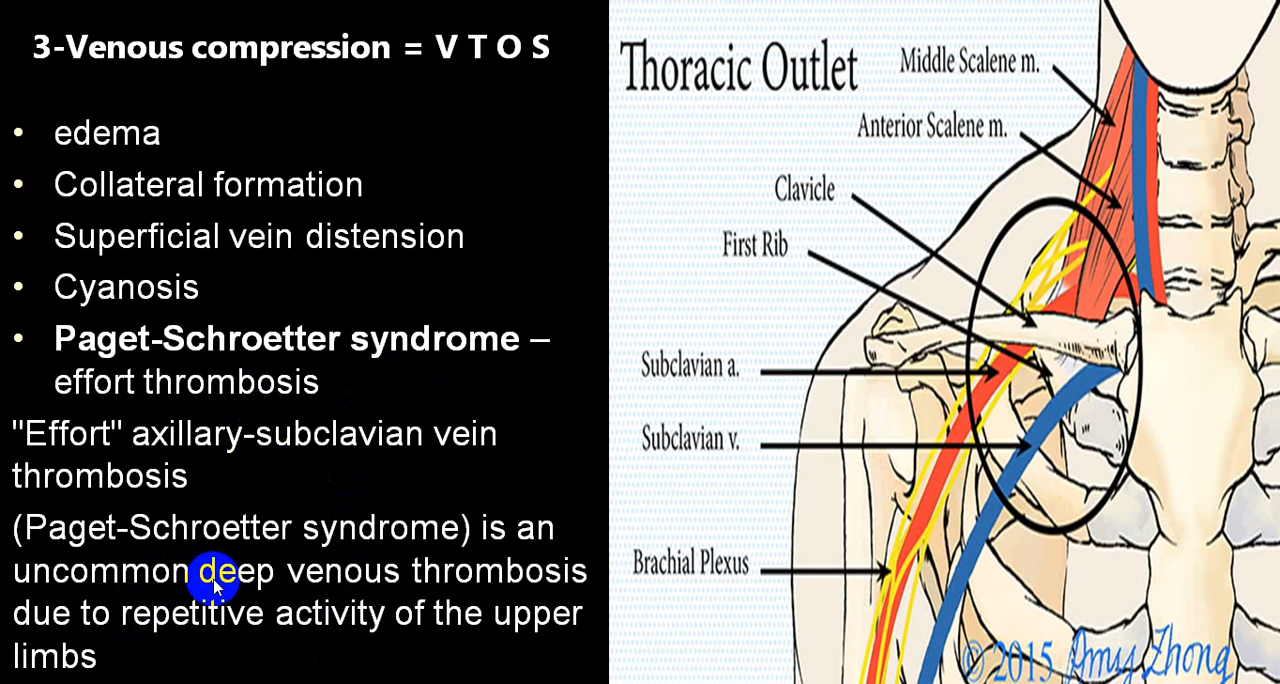 3-Venous compression = V T O S
• edema
• Collateral formation
• Superficial vein distension
• Cyanosis
• Paget-Schroetter syndrome –
effort thrombosis
"Effort" axillary-subclavian vein
thrombosis
(Paget-Schroetter syndrome) is an
uncommon deep venous thrombosis
due to repetitive activity of the upper
limbs
Thoracic Outlet
Middle Scalene m.
Anterior Scalene m.
Clavicle
First Rib
Subclavian a.
Subclavian v.
Brachial Plexus
© 2015 Amy Zhong